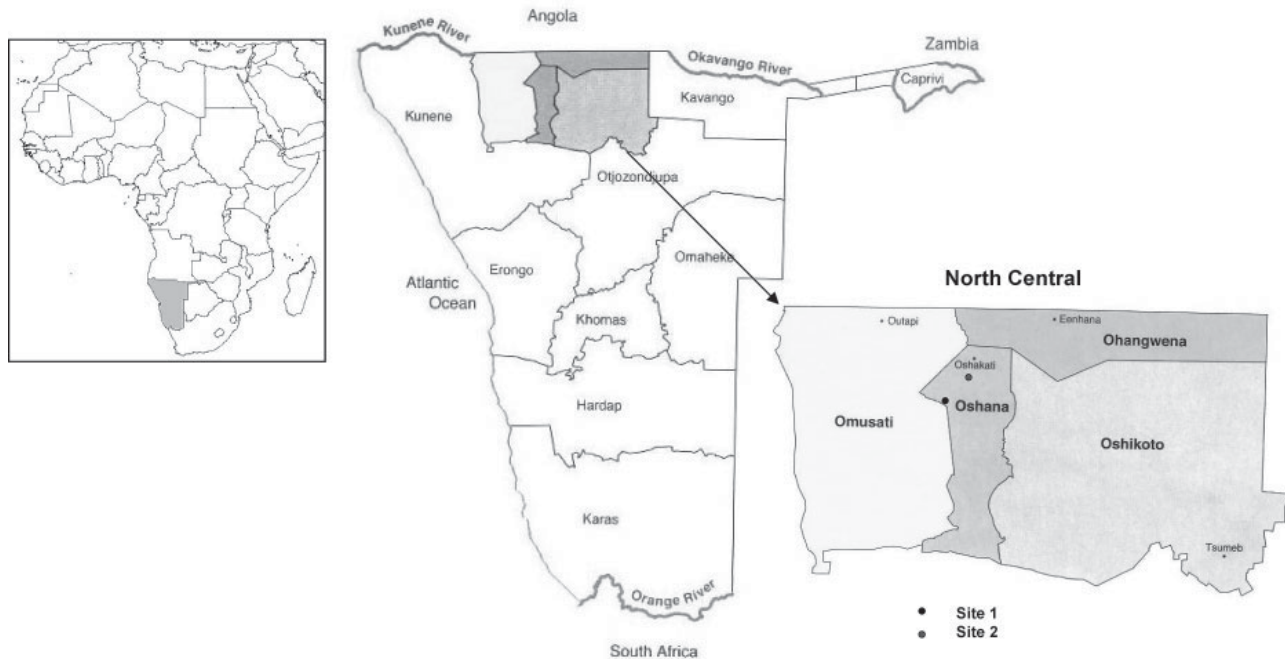 Angola
Kunene River
Zambia
Okavango River
Caprivi
Kavango
Kunene
Otjozondjupa
Omaheke
Erongo
Atlantic
Ocean
Khomas
Hardap
Karas
Orange River
South Africa
North Central
Outapi
Eenhana
Ohangwena
Oshakati
Oshana
Omusati
Oshikoto
Tsumeb
Site 1
Site 2